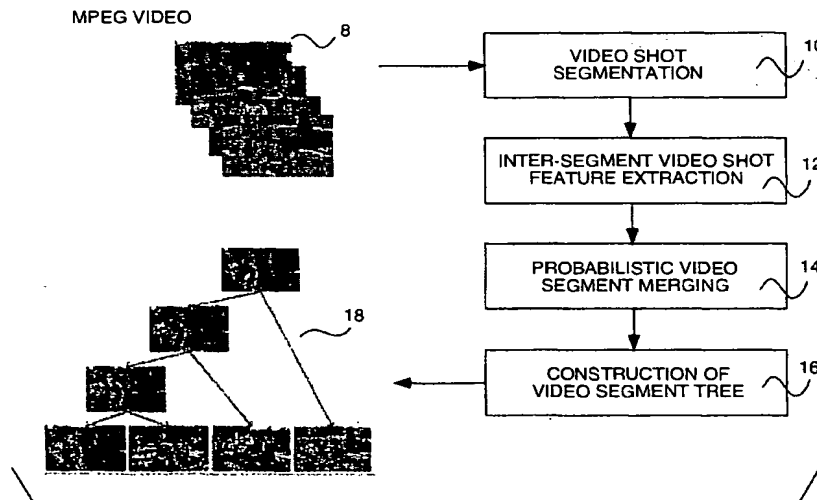 MPEG VIDEO
8
VIDEO SHOT
SEGMENTATION
10
INTER-SEGMENT VIDEO SHOT
FEATURE EXTRACTION
12
PROBABILISTIC VIDEO
SEGMENT MERGING
14
18
CONSTRUCTION OF
VIDEO SEGMENT TREE
16